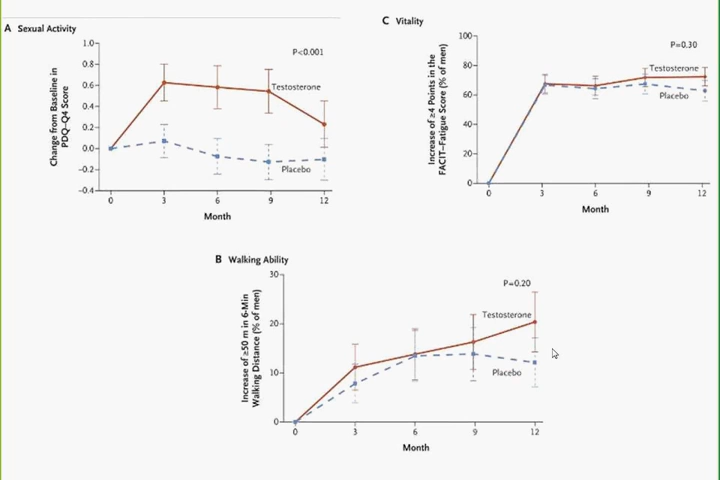 A Sexual Activity
P<0.001
Change from Baseline in
PDQ–Q4 Score
1.0
0.8
0.6
0.4
0.2
0.0
−0.2
−0.4
Testosterone
Placebo
0 3 6 9 12
Month
C Vitality
P=0.30
Increase of ≥4 Points in the
FACIT–Fatigue Score (% of men)
100
80
60
40
20
0
Testosterone
Placebo
0 3 6 9 12
Month
B Walking Ability
P=0.20
Increase of ≥50 m in 6-Min
Walking Distance (% of men)
30
20
10
0
Testosterone
Placebo
0 3 6 9 12
Month